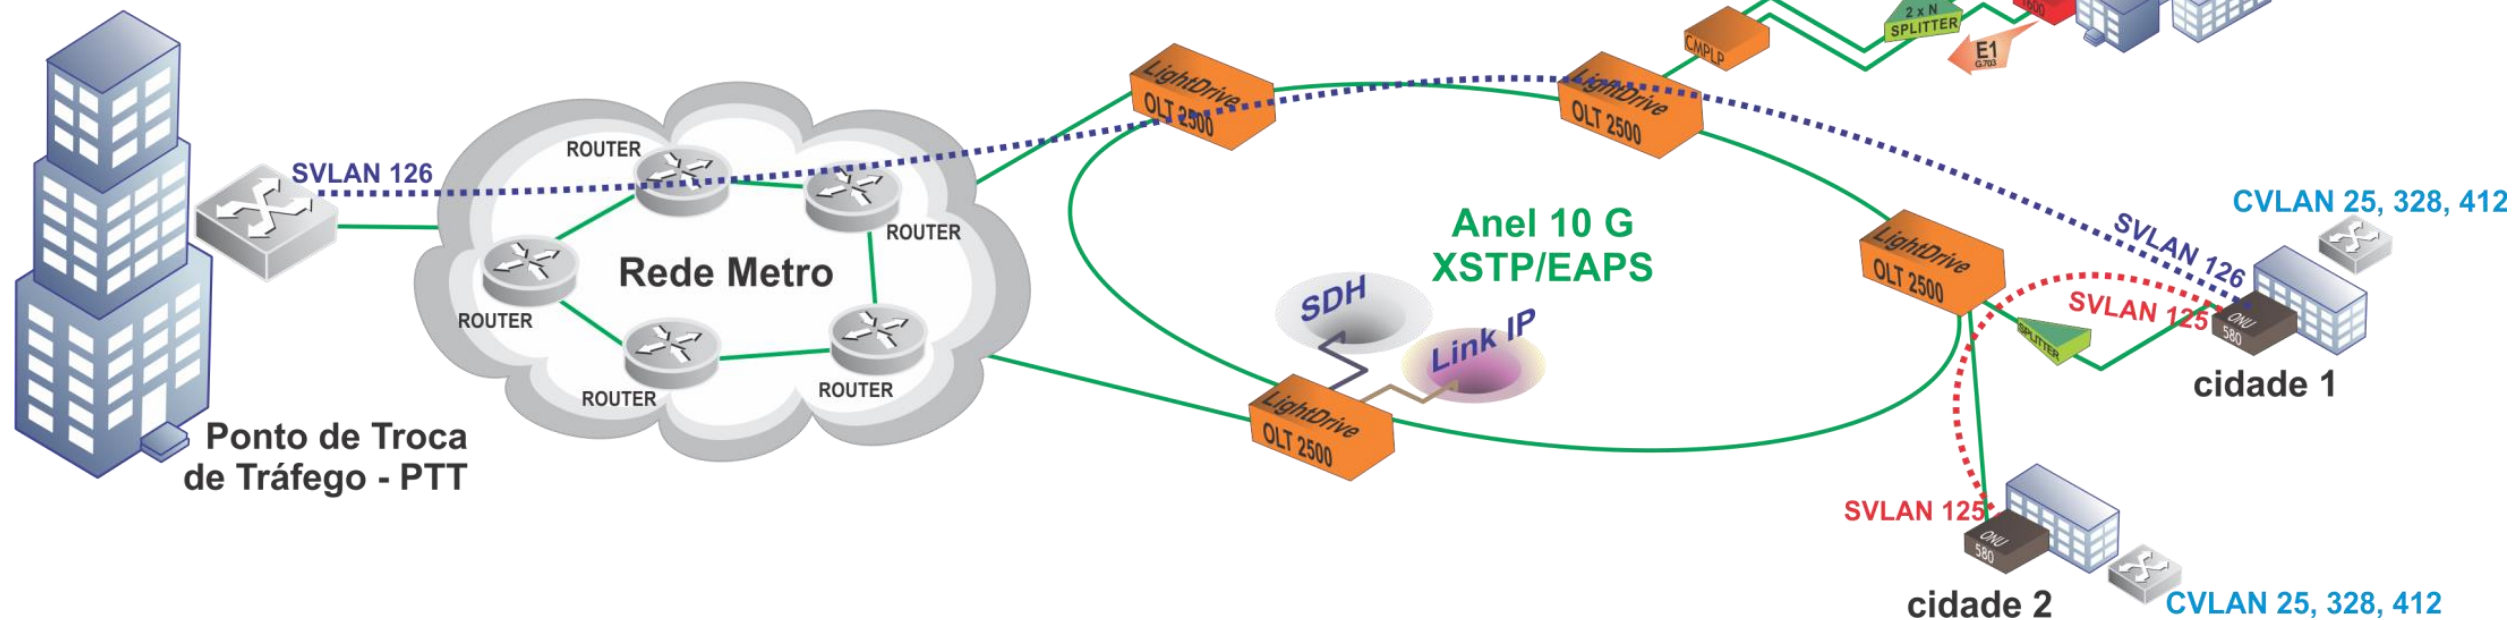 2 x N
SPLITTER
1600
E1
G.703
CMPLP
LightDrive
OLT 2500
LightDrive
OLT 2500
ROUTER
SVLAN 126
ROUTER
CVLAN 25, 328, 412
Anel 10 G
XSTP/EAPS
LightDrive
OLT 2500
SVLAN 126
Rede Metro
SDH
SVLAN 125
ONU
580
ROUTER
Link IP
SPLITTER
ROUTER
ROUTER
cidade 1
LightDrive
OLT 2500
Ponto de Troca
de Tráfego - PTT
SVLAN 125
ONU
580
cidade 2
CVLAN 25, 328, 412